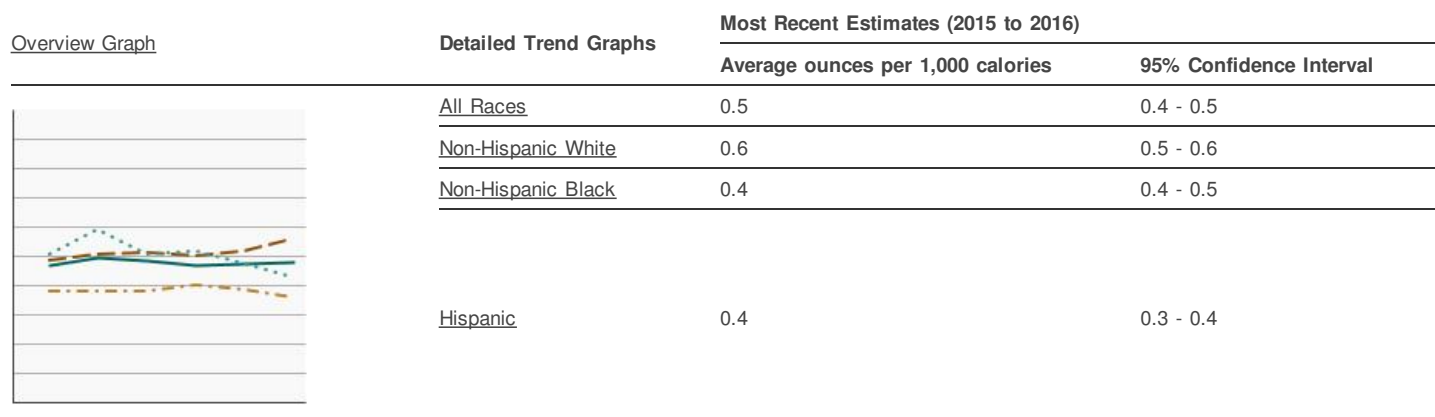 Overview Graph
Detailed Trend Graphs
Most Recent Estimates (2015 to 2016)
Average ounces per 1,000 calories 95% Confidence Interval
All Races 0.5 0.4 - 0.5
Non-Hispanic White 0.6 0.5 - 0.6
Non-Hispanic Black 0.4 0.4 - 0.5
Hispanic 0.4 0.3 - 0.4